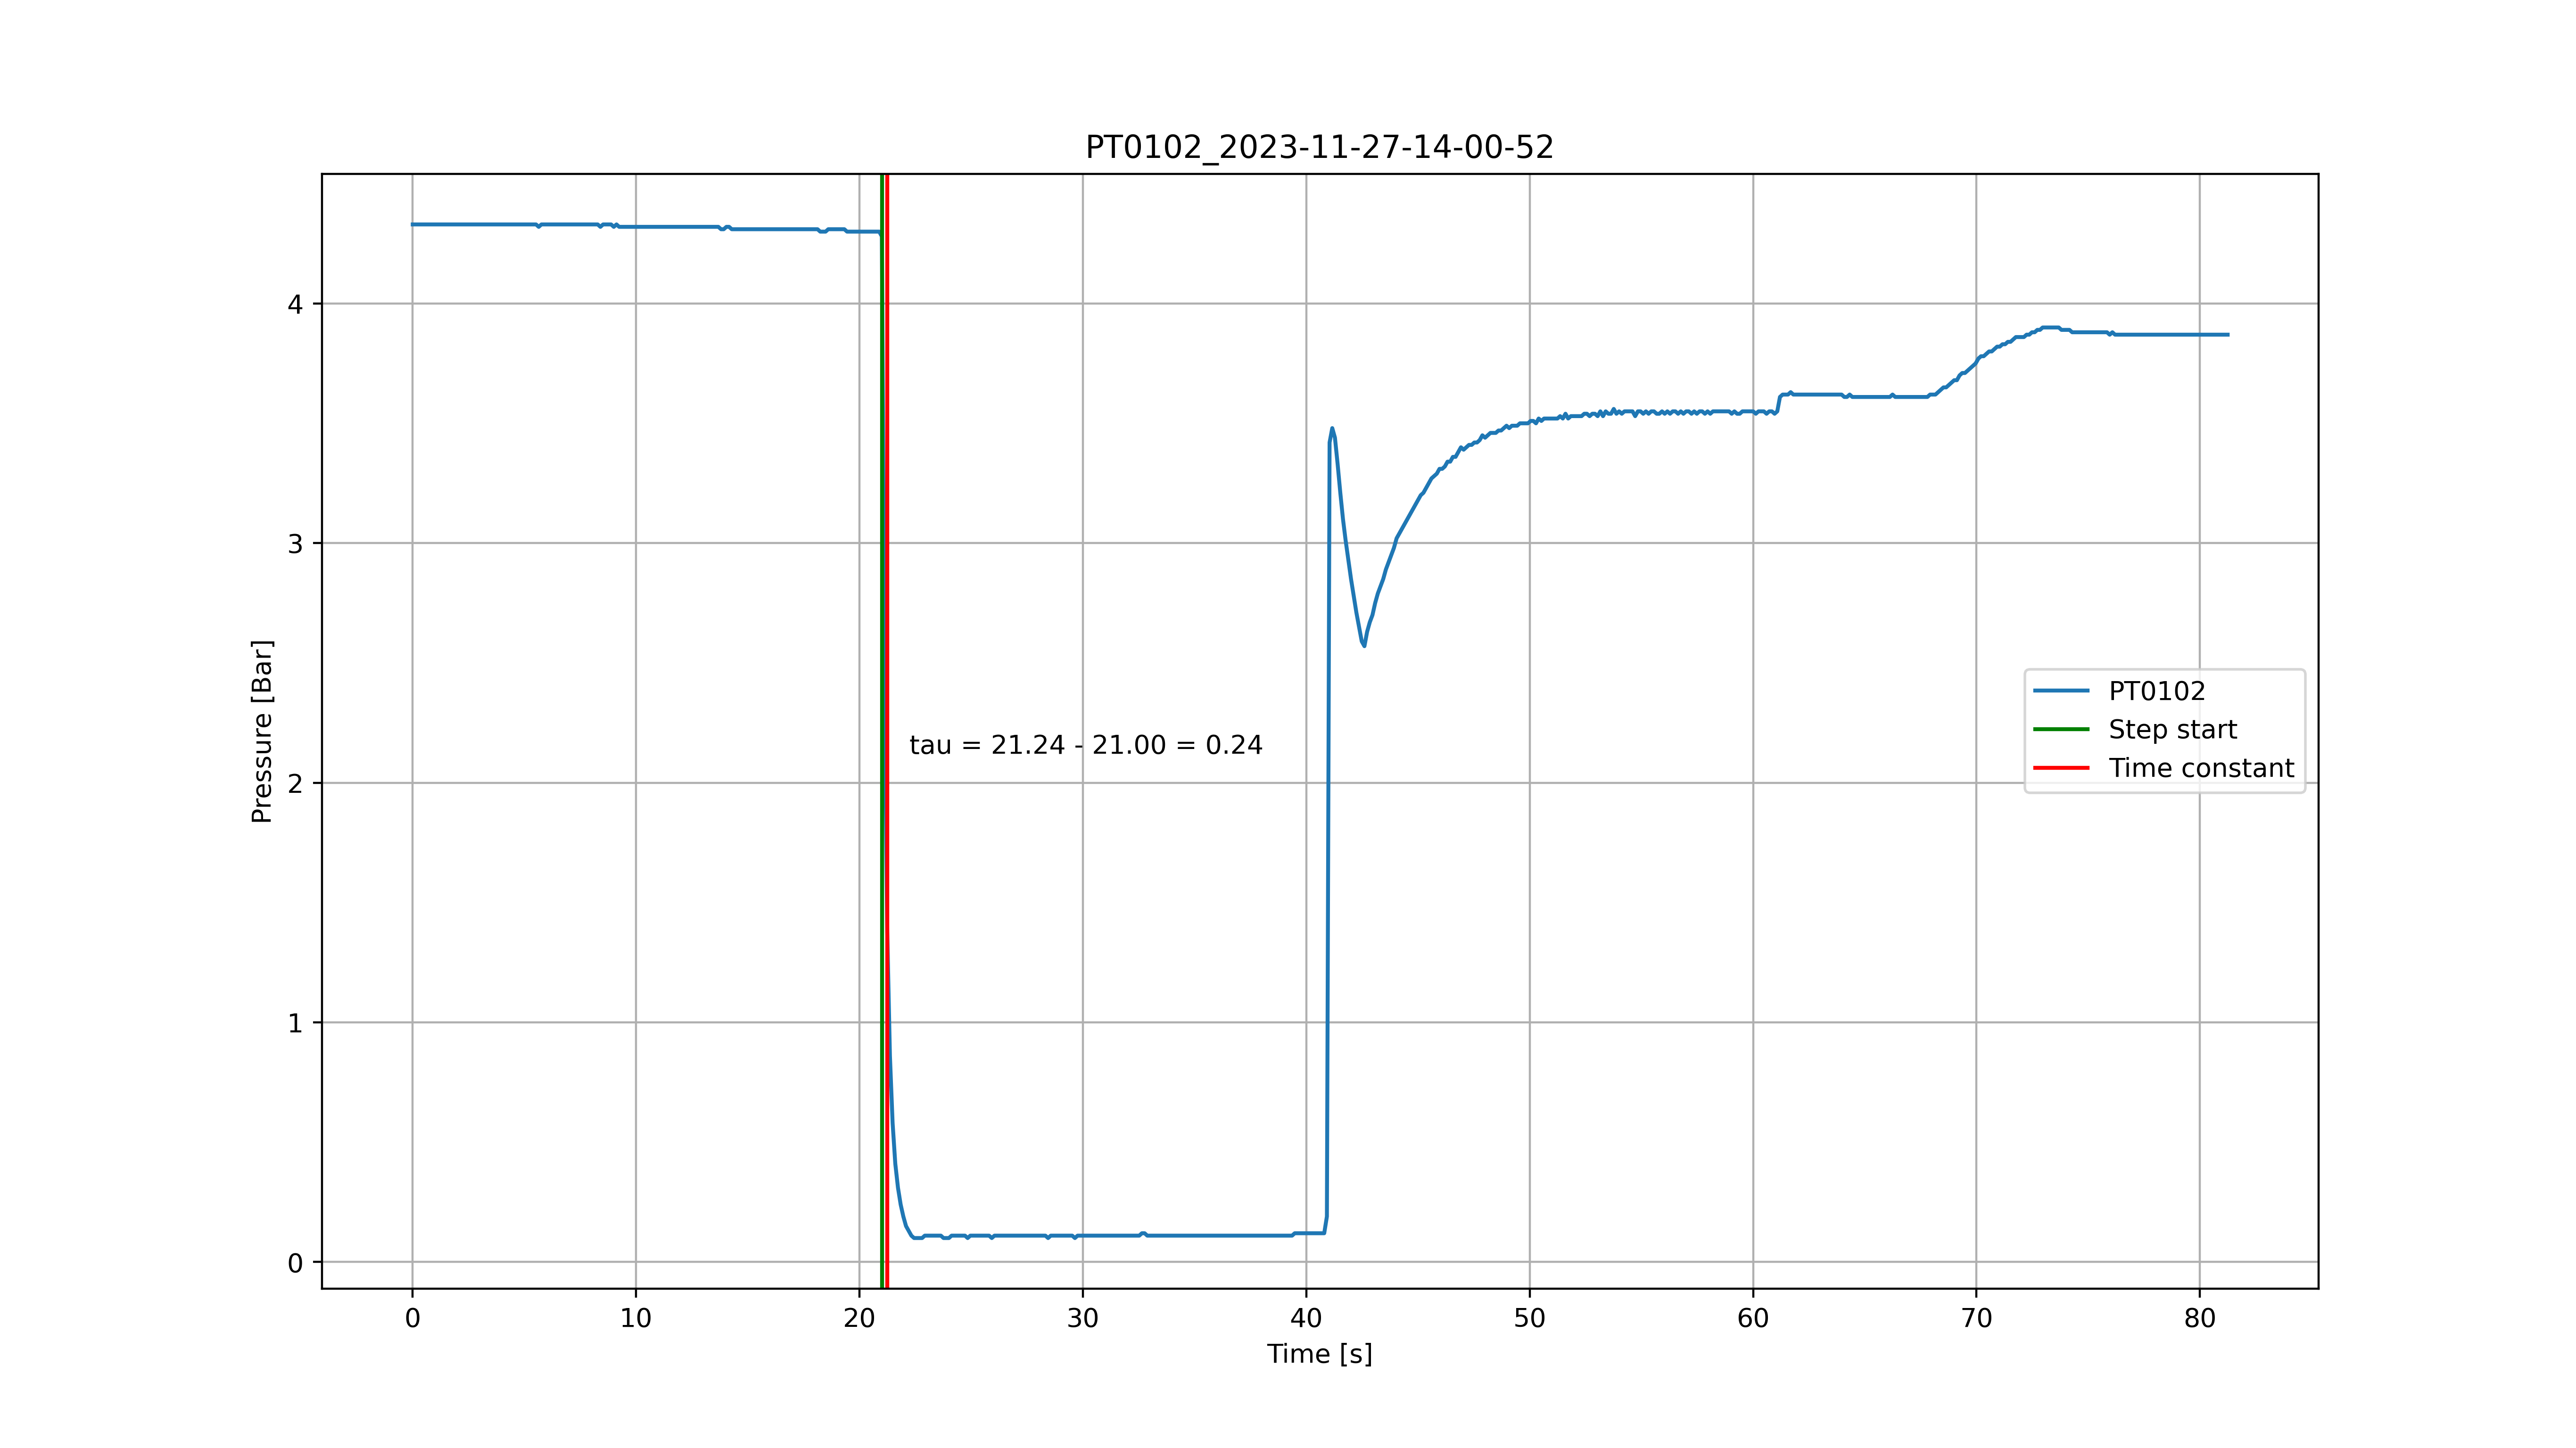 PT0102_2023-11-27-14-00-52
Pressure [Bar]
4
3
2
1
0
tau = 21.24 - 21.00 = 0.24
PT0102
Step start
Time constant
0 10 20 30 40 50 60 70 80
Time [s]